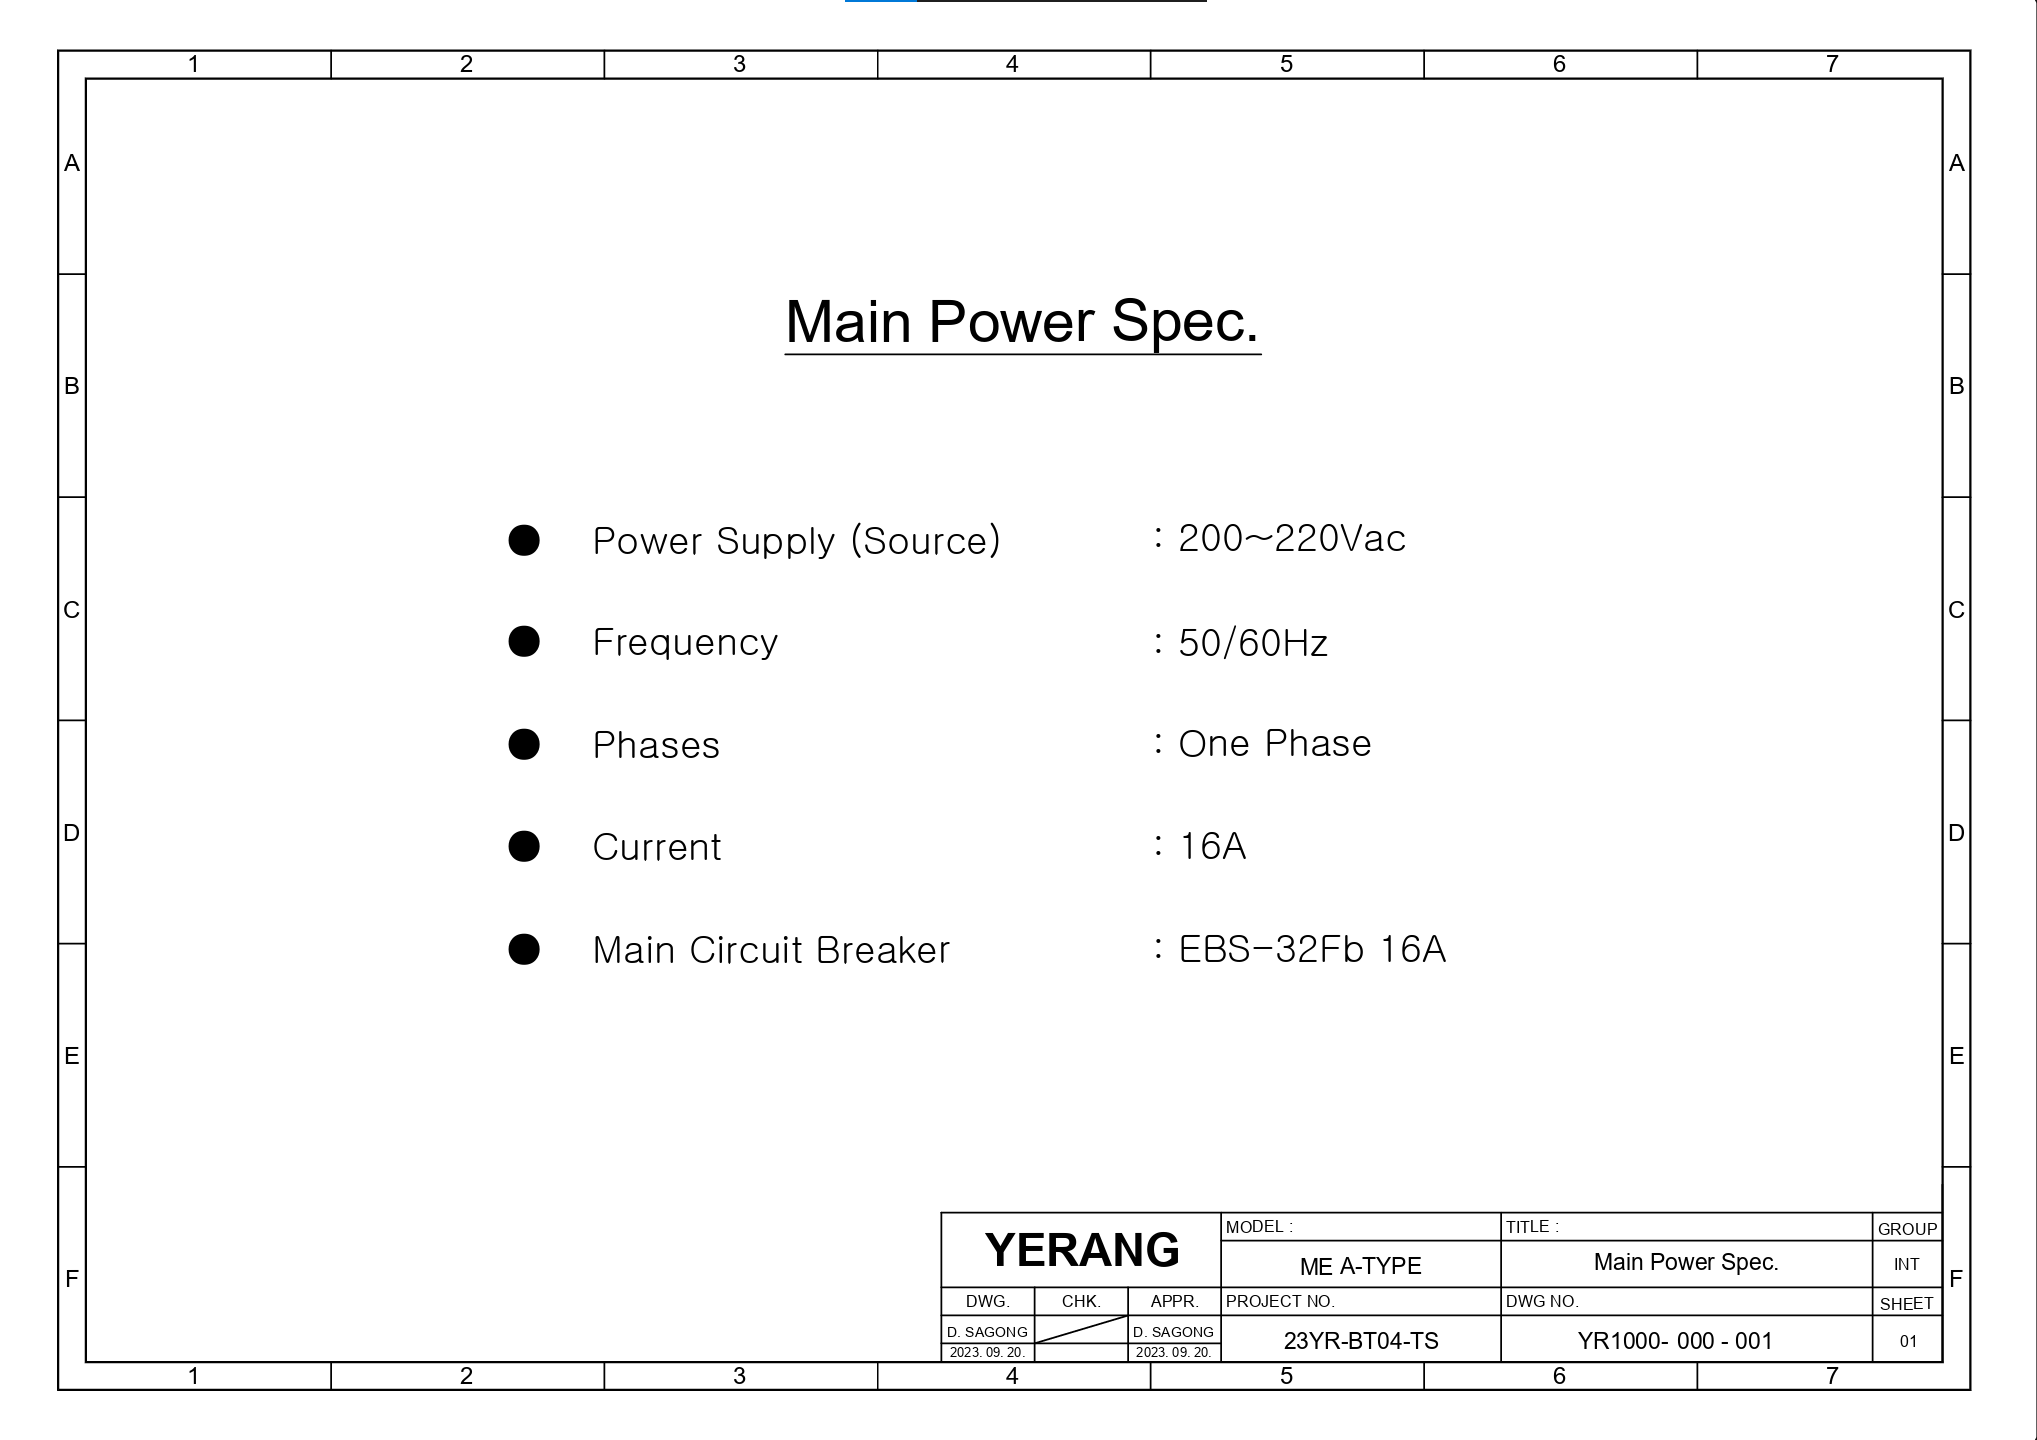 1 2 3 4 5 6 7
A A
Main Power Spec.
B B
● Power Supply (Source) : 200~220Vac
C C
● Frequency : 50/60Hz
● Phases : One Phase
D D
● Current : 16A
● Main Circuit Breaker : EBS-32Fb 16A
E E
YERANG MODEL : TITLE : GROUP
ME A-TYPE Main Power Spec. INT
F F
DWG. CHK. APPR. PROJECT NO. DWG NO. SHEET
D. SAGONG D. SAGONG 23YR-BT04-TS YR1000- 000 - 001 01
2023. 09. 20. 2023. 09. 20.
1 2 3 4 5 6 7